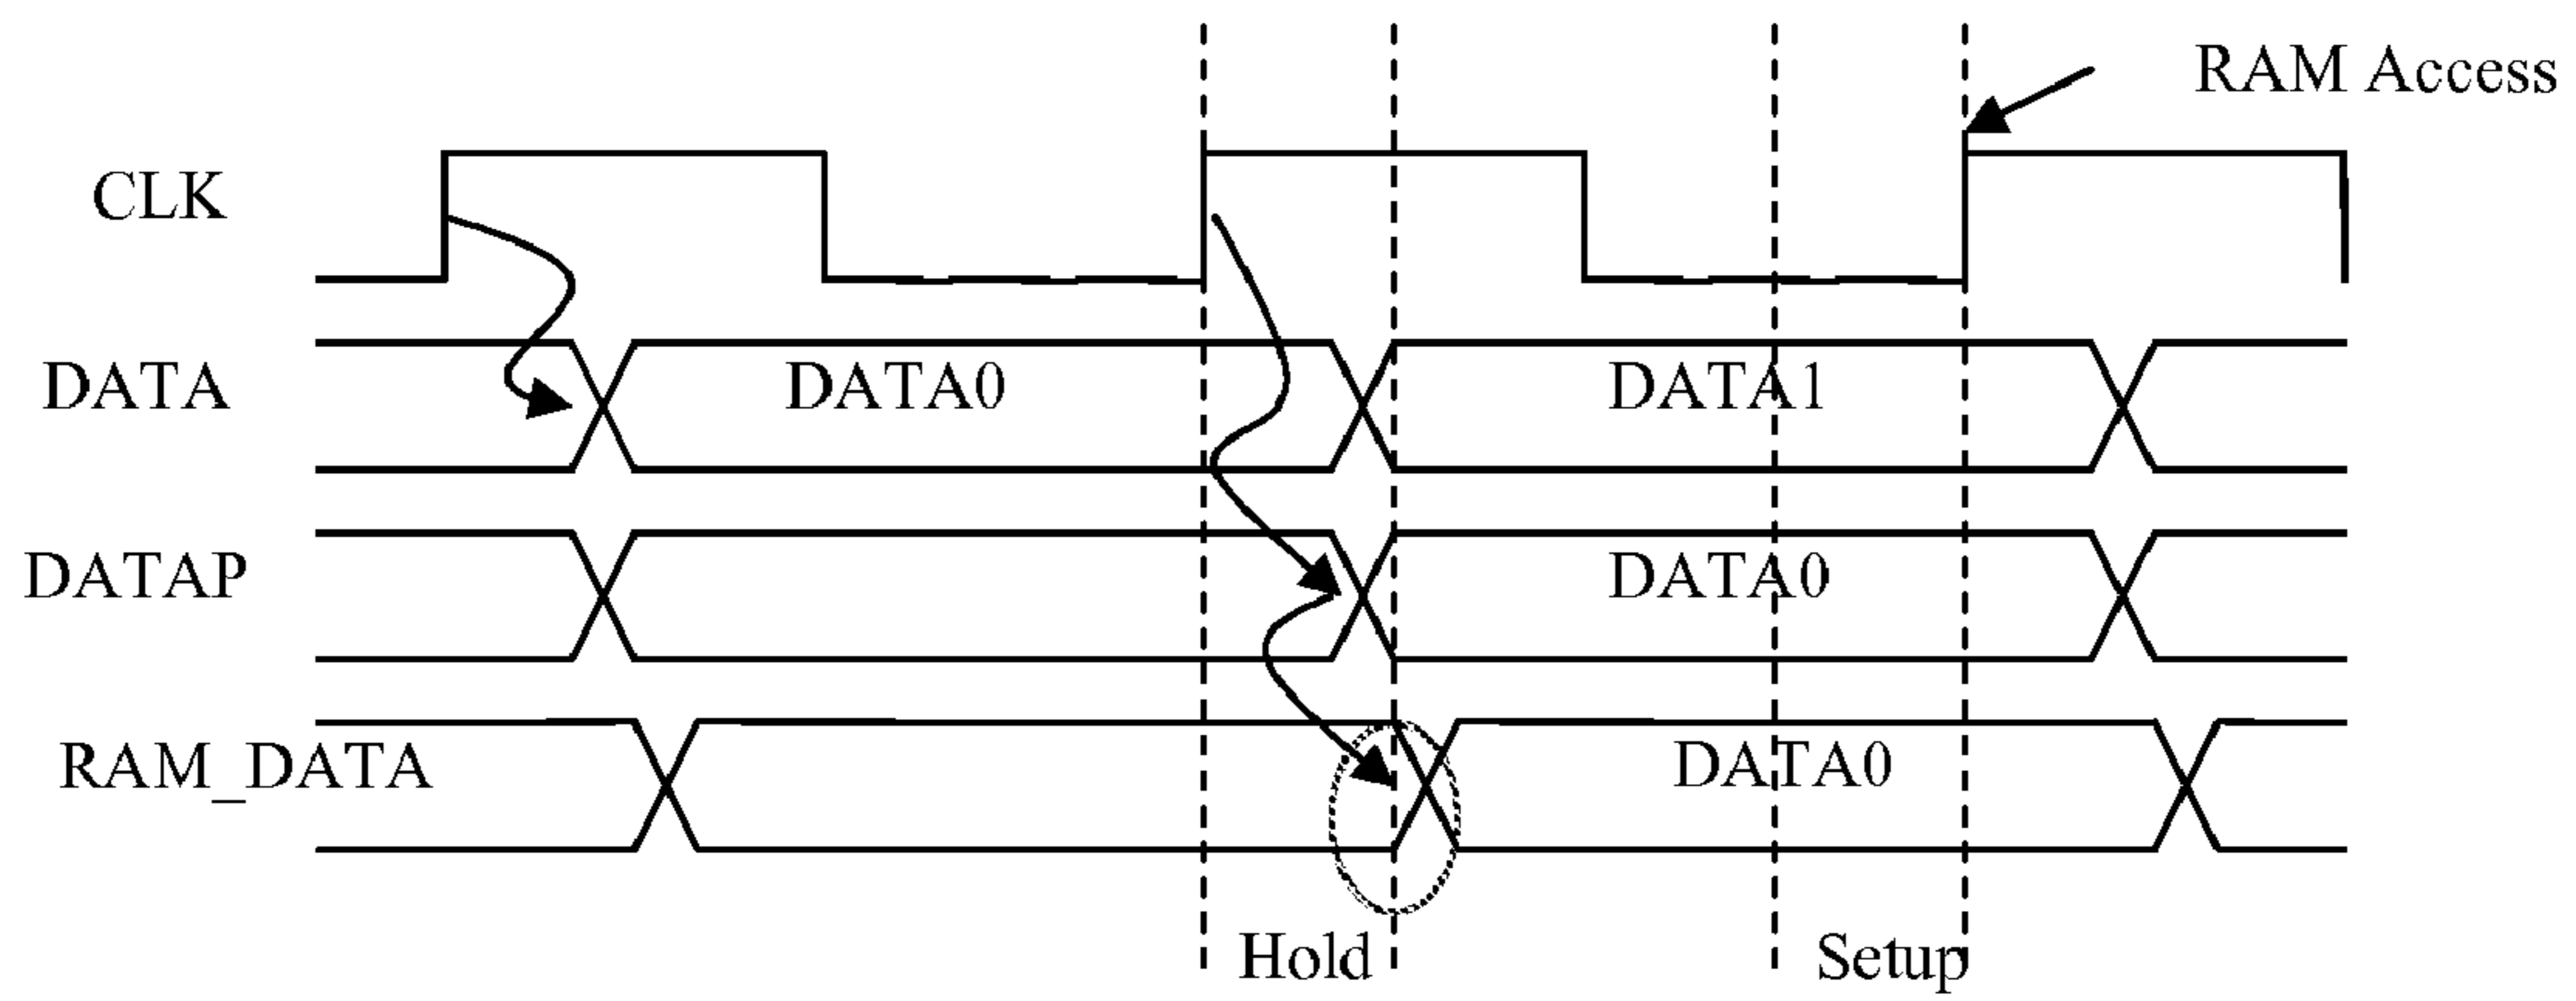 RAM Access
CLK
DATA DATA0 DATA1
DATAP DATA0
RAM_DATA DATA0
Hold Setup